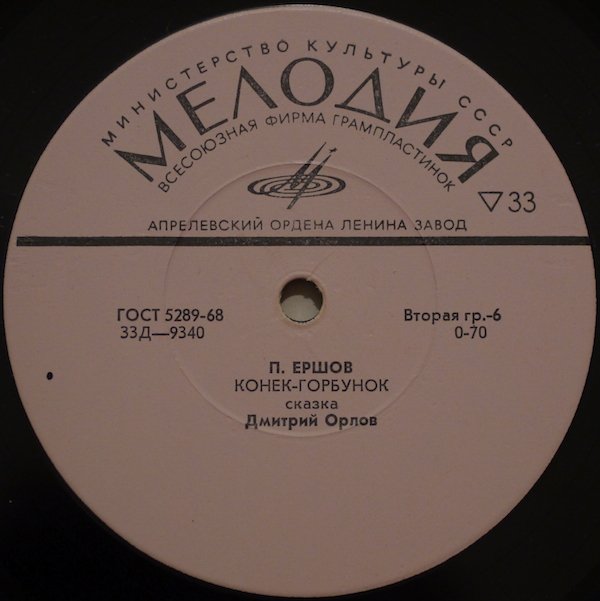 МИНИСТЕРСТВО КУЛЬТУРЫ СССР
МЕЛОДИЯ
ВСЕСОЮЗНАЯ ФИРМА ГРАМПЛАСТИНОК
33
АПРЕЛЕВСКИЙ ОРДЕНА ЛЕНИНА ЗАВОД
ГОСТ 5289-68
33Д—9340
Вторая гр.-6
0-70
П. ЕРШОВ
КОНЕК-ГОРБУНОК
сказка
Дмитрий Орлов